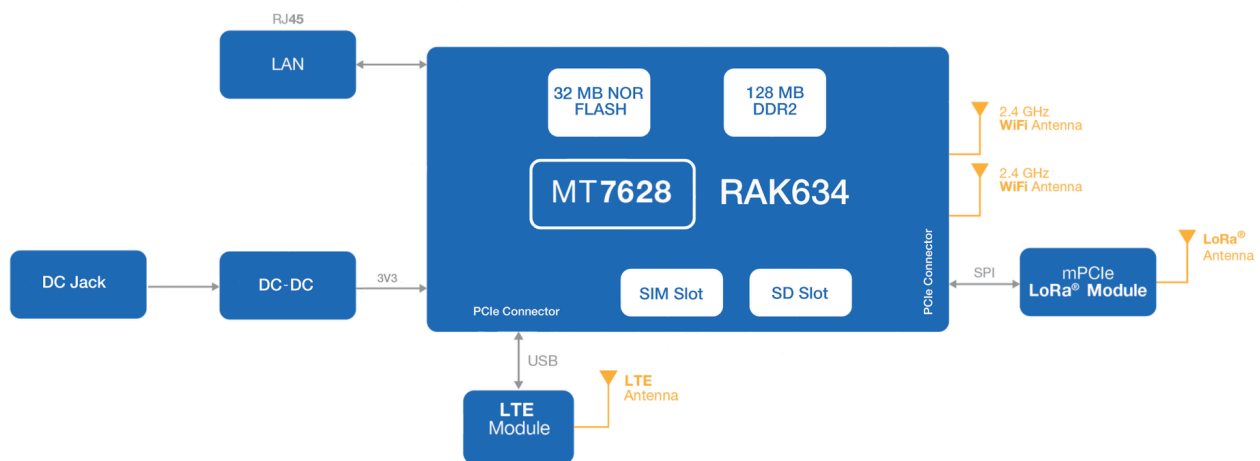 RJ45
LAN
32 MB NOR
FLASH
128 MB
DDR2
2.4 GHz
WiFi Antenna
MT7628
RAK634
2.4 GHz
WiFi Antenna
LoRa®
Antenna
DC Jack
DC-DC
3V3
SIM Slot
SD Slot
PCIe Connector
PCIe Connector
SPI
mPCIe
LoRa® Module
USB
LTE
Module
LTE
Antenna